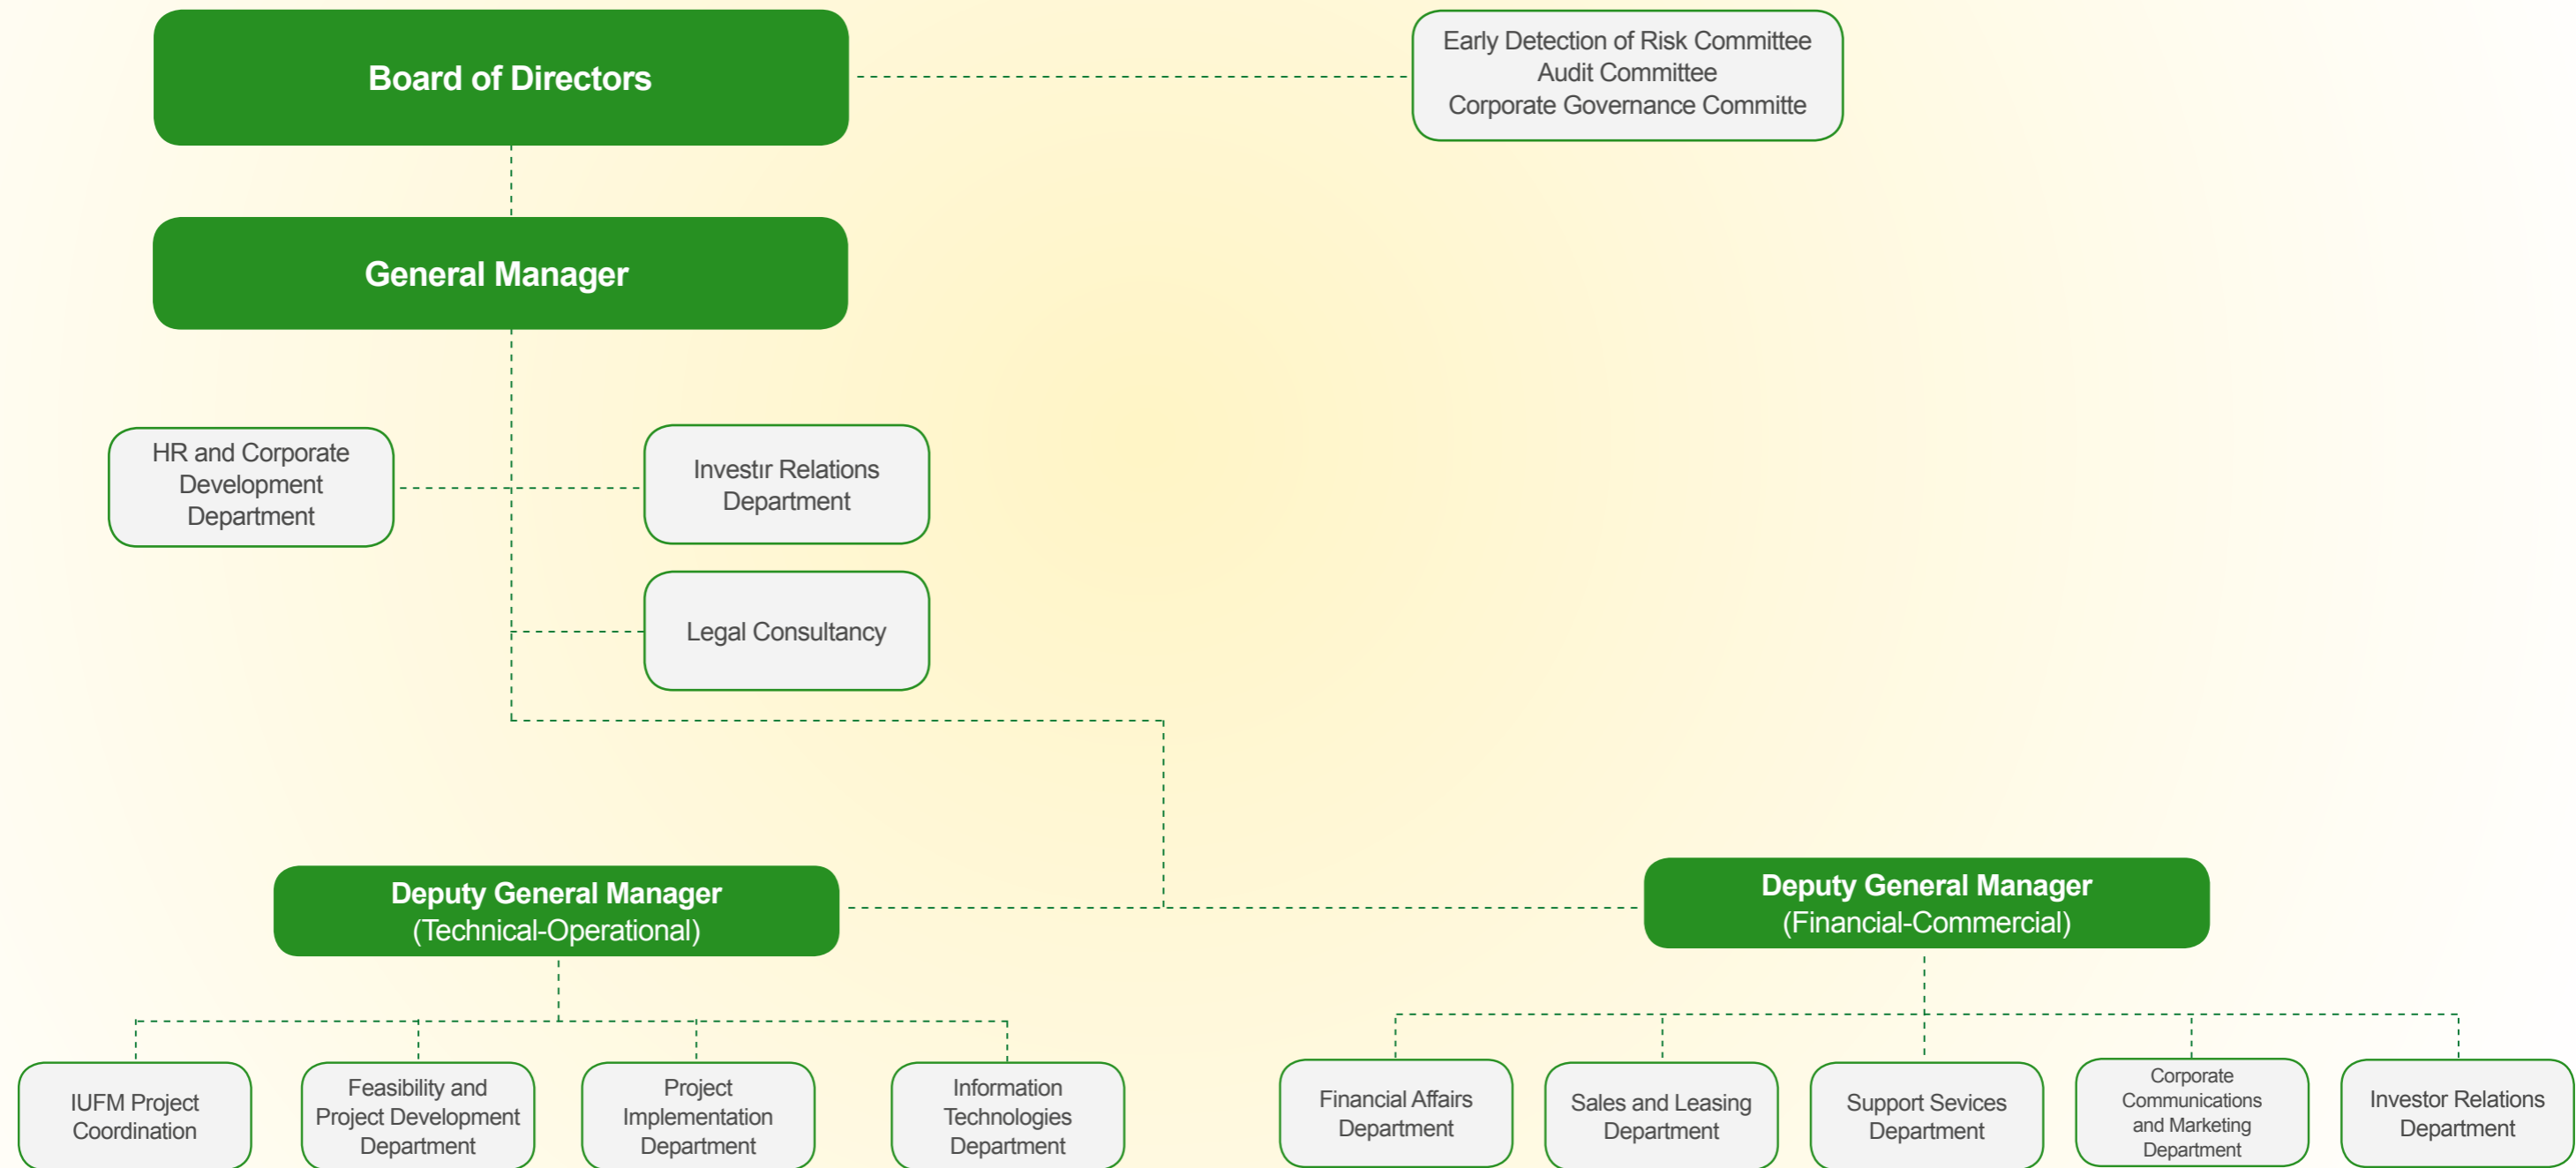 Board of Directors
Early Detection of Risk Committee
Audit Committee
Corporate Governance Committe
General Manager
HR and Corporate
Development
Department
Investır Relations
Department
Legal Consultancy
Deputy General Manager
(Technical-Operational)
Deputy General Manager
(Financial-Commercial)
IUFM Project
Coordination
Feasibility and
Project Development
Department
Project
Implementation
Department
Information
Technologies
Department
Financial Affairs
Department
Sales and Leasing
Department
Support Sevices
Department
Corporate
Communications
and Marketing
Department
Investor Relations
Department